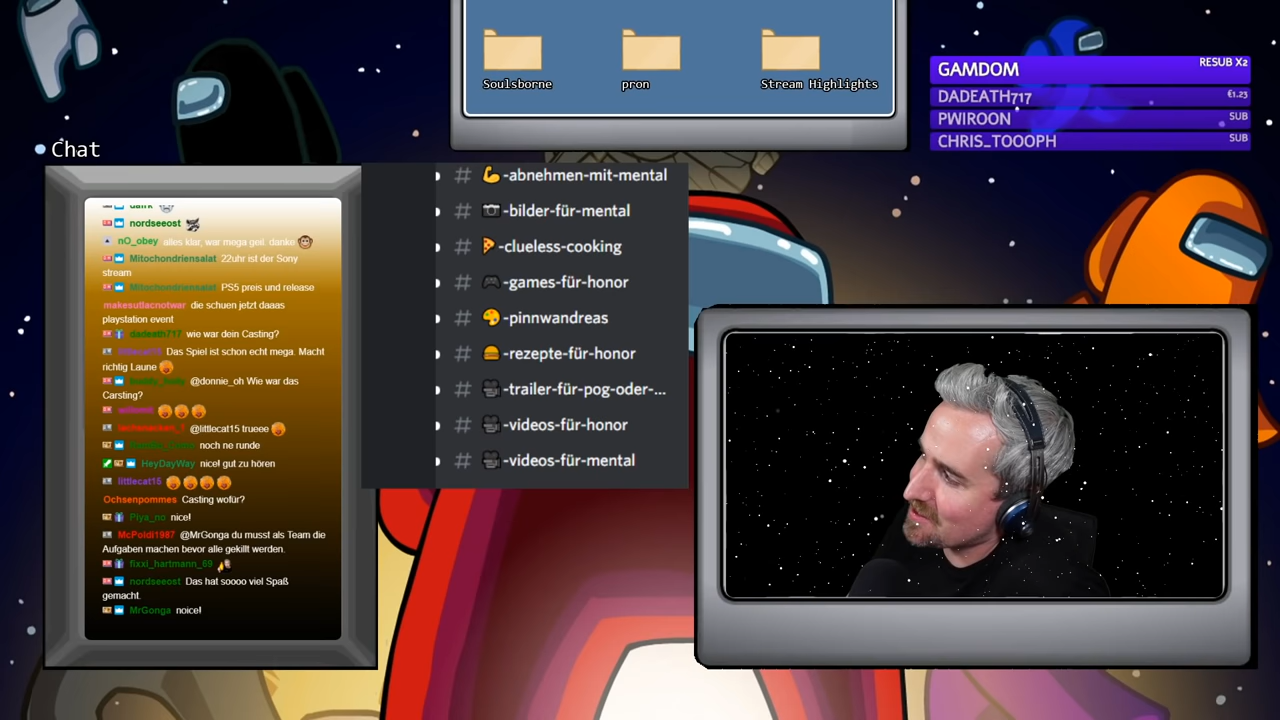 Soulsborne
pron
Stream Highlights
GAMDOM
RESUB X2
DADEATH717
€1.23
PWIROON
SUB
CHRIS_TOOOPH
SUB
Chat
nordseeost
nO_obey alles klar, war mega geil. danke
Mitochondriensalat 22uhr ist der Sony
stream
Mitochondriensalat PS5 preis und release
makesutlacnotwar die schuen jetzt daaas
playstation event
dadeath717 wie war dein Casting?
littlecat15 Das Spiel ist schon echt mega. Macht
richtig Laune
@donnie_oh Wie war das
Carsting?
@littlecat15 trueee
noch ne runde
HeyDayWay nice! gut zu hören
littlecat15
Ochsenpommes Casting wofür?
Piya_no nice!
McPoldi1987 @MrGonga du musst als Team die
Aufgaben machen bevor alle gekillt werden.
fixxi_hartmann_69
nordseeost Das hat soooo viel Spaß
gemacht.
MrGonga noice!
# 💪-abnehmen-mit-mental
# 📷-bilder-für-mental
# 🍕-clueless-cooking
# 🎮-games-für-honor
# 🎨-pinnwandreas
# 🍔-rezepte-für-honor
# 🎥-trailer-für-pog-oder-...
# 🎥-videos-für-honor
# 🎥-videos-für-mental